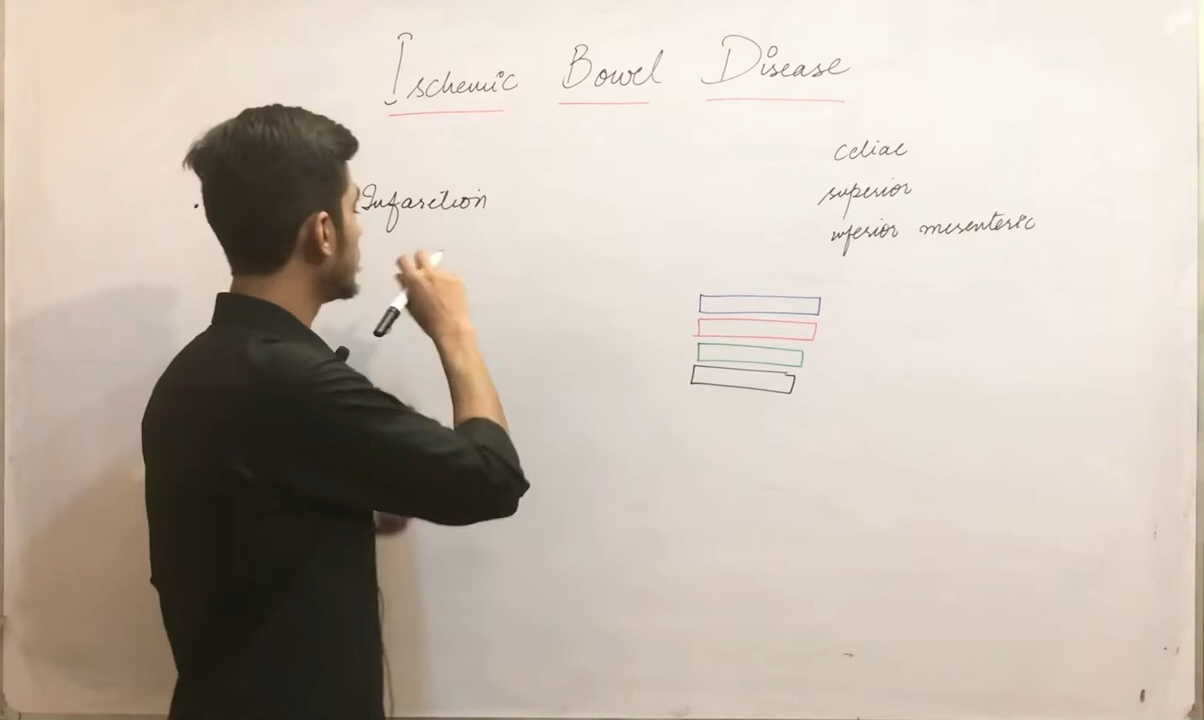 Ischemic Bowel Disease
celiac
superior
Infarction
inferior mesenteric